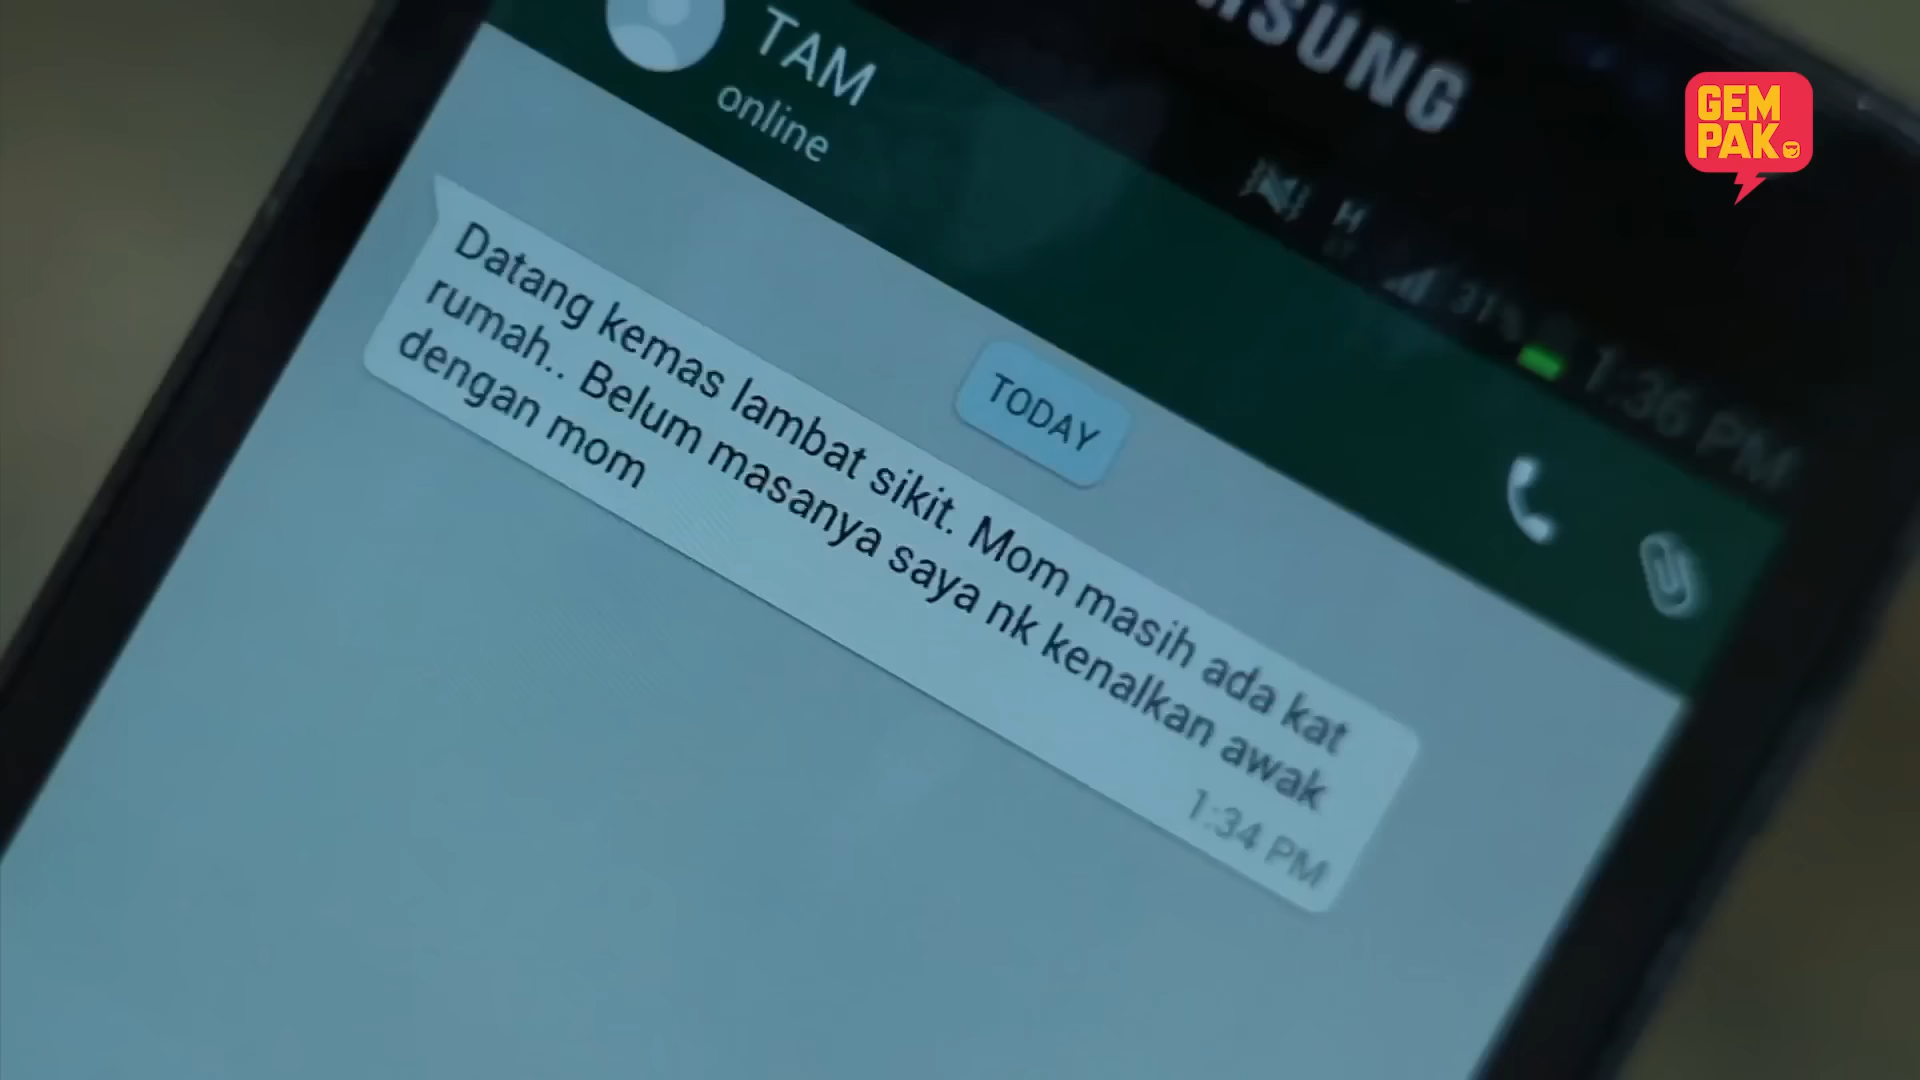 SUNG
GEM
PAK
H
31%
1:36 PM
TAM
online
TODAY
Datang kemas lambat sikit. Mom masih ada kat
rumah.. Belum masanya saya nk kenalkan awak
dengan mom
1:34 PM